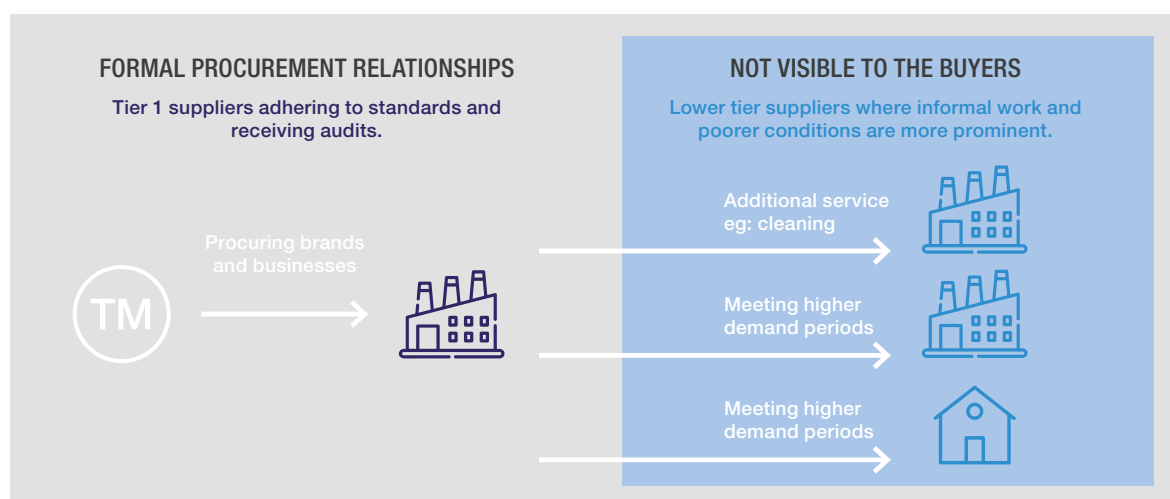 FORMAL PROCUREMENT RELATIONSHIPS
Tier 1 suppliers adhering to standards and
receiving audits.
TM
Procuring brands
and businesses
NOT VISIBLE TO THE BUYERS
Lower tier suppliers where informal work and
poorer conditions are more prominent.
Additional service
eg: cleaning
Meeting higher
demand periods
Meeting higher
demand periods